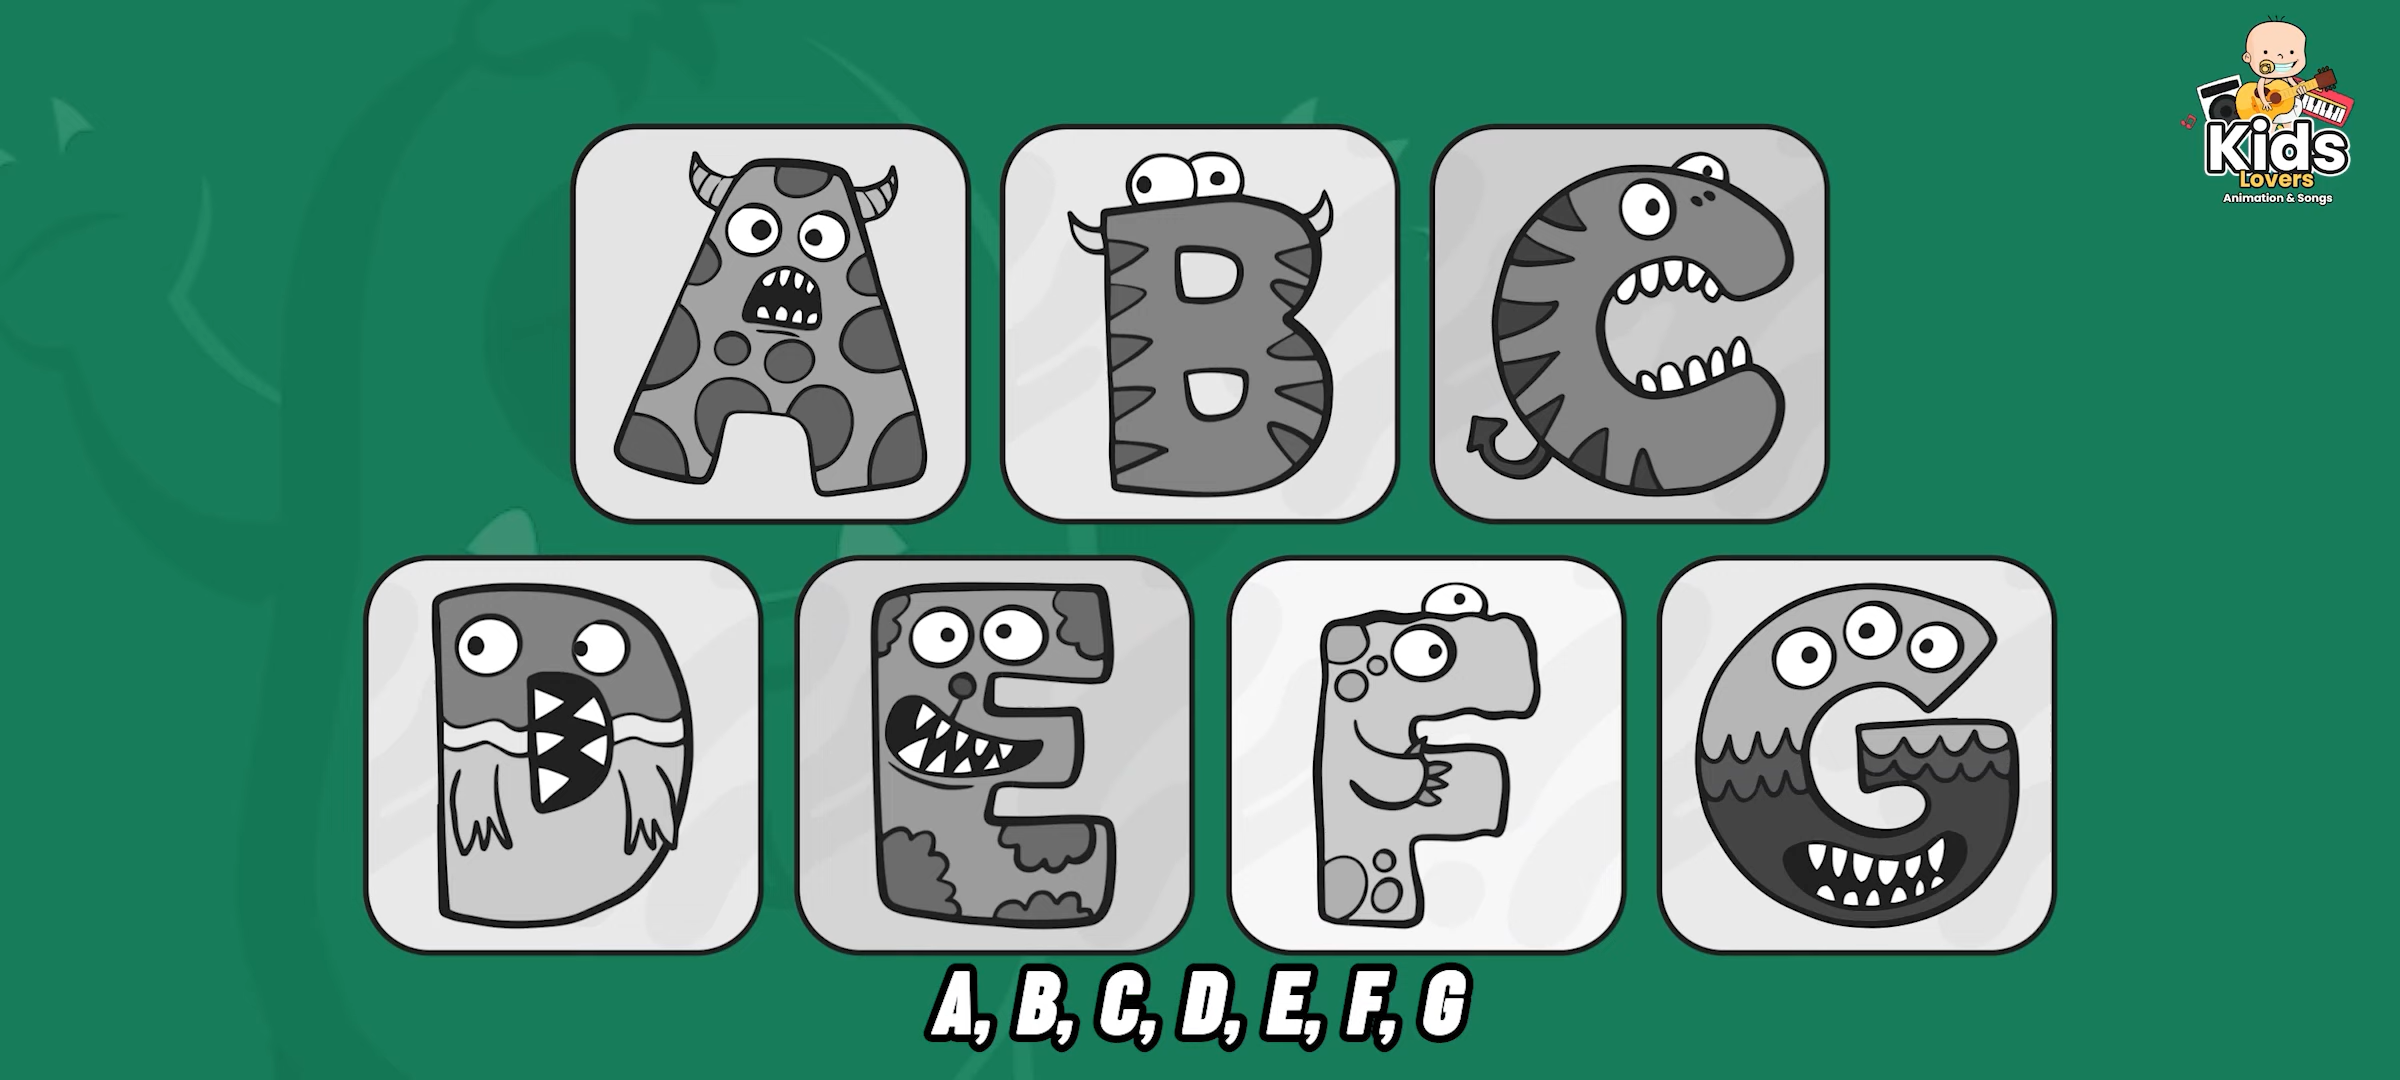 Kids
Lovers
Animation & Songs
A B C
D E F G
A, B, C, D, E, F, G